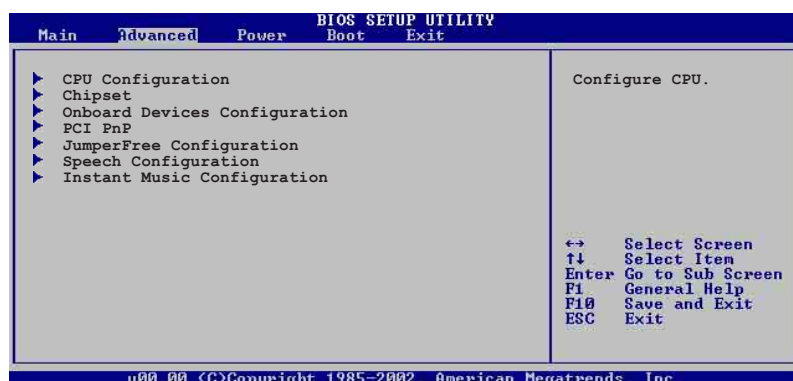 BIOS SETUP UTILITY
Main Advanced Power Boot Exit
CPU Configuration
Chipset
Onboard Devices Configuration
PCI PnP
JumperFree Configuration
Speech Configuration
Instant Music Configuration
Configure CPU.
↔ Select Screen
↑↓ Select Item
Enter Go to Sub Screen
F1 General Help
F10 Save and Exit
ESC Exit
v00.00 (C)Copyright 1985-2002, American Megatrends, Inc.